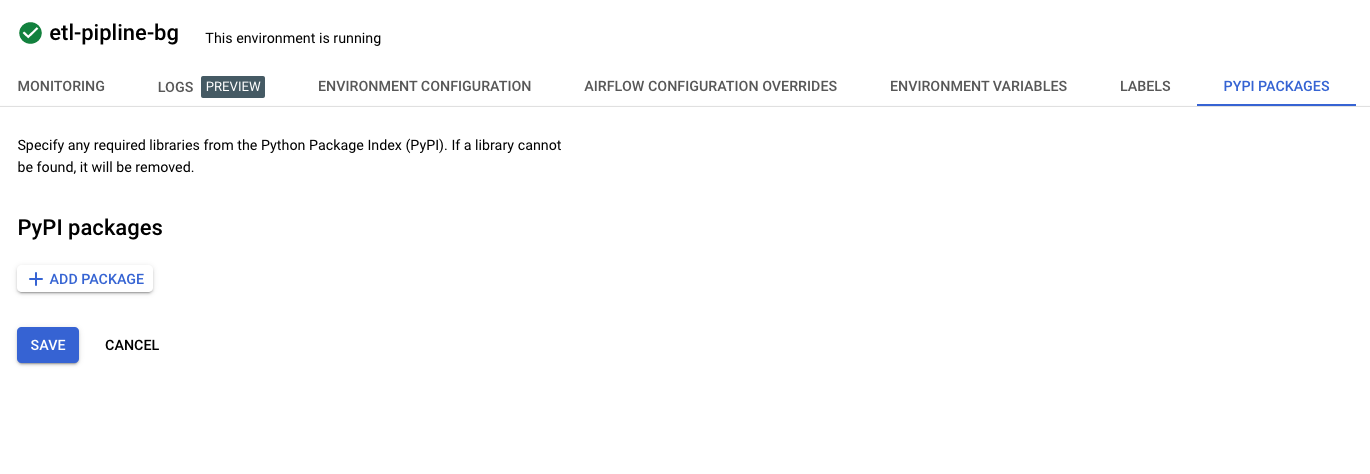 etl-pipline-bg This environment is running
MONITORING LOGS PREVIEW ENVIRONMENT CONFIGURATION AIRFLOW CONFIGURATION OVERRIDES ENVIRONMENT VARIABLES LABELS PYPI PACKAGES
Specify any required libraries from the Python Package Index (PyPI). If a library cannot
be found, it will be removed.
PyPI packages
ADD PACKAGE
SAVE CANCEL